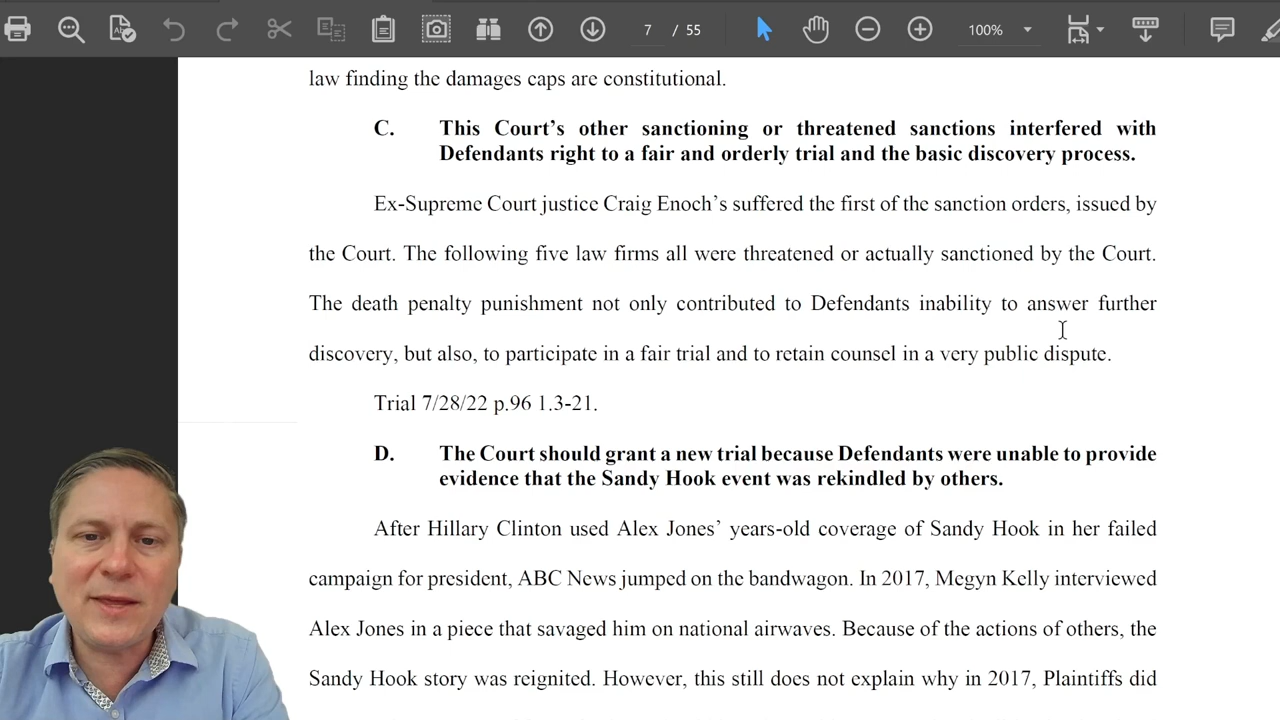 7 / 55
100%
law finding the damages caps are constitutional.
C. This Court's other sanctioning or threatened sanctions interfered with
Defendants right to a fair and orderly trial and the basic discovery process.
Ex-Supreme Court justice Craig Enoch's suffered the first of the sanction orders, issued by
the Court. The following five law firms all were threatened or actually sanctioned by the Court.
The death penalty punishment not only contributed to Defendants inability to answer further
discovery, but also, to participate in a fair trial and to retain counsel in a very public dispute.
Trial 7/28/22 p.96 1.3-21.
D. The Court should grant a new trial because Defendants were unable to provide
evidence that the Sandy Hook event was rekindled by others.
After Hillary Clinton used Alex Jones' years-old coverage of Sandy Hook in her failed
campaign for president, ABC News jumped on the bandwagon. In 2017, Megyn Kelly interviewed
Alex Jones in a piece that savaged him on national airwaves. Because of the actions of others, the
Sandy Hook story was reignited. However, this still does not explain why in 2017, Plaintiffs did